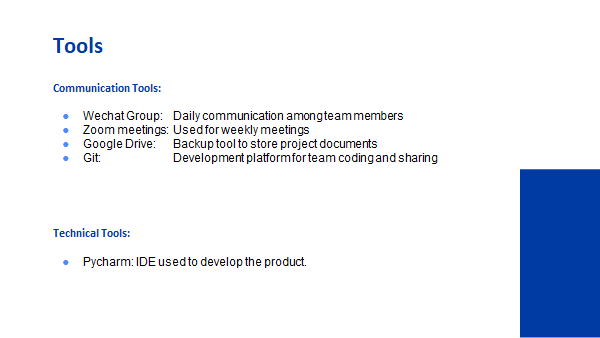 Tools
Communication Tools:
● Wechat Group: Daily communication among team members
● Zoom meetings: Used for weekly meetings
● Google Drive: Backup tool to store project documents
● Git: Development platform for team coding and sharing
Technical Tools:
● Pycharm: IDE used to develop the product.